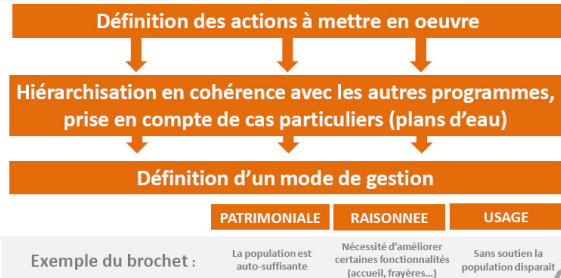 Définition des actions à mettre en oeuvre
Hiérarchisation en cohérence avec les autres programmes,
prise en compte de cas particuliers (plans d'eau)
Définition d'un mode de gestion
PATRIMONIALE RAISONNEE USAGE
Exemple du brochet :
La population est
auto-suffisante
Nécessité d'améliorer
certaines fonctionnalités
(accueil, frayères...)
Sans soutien la
population disparait